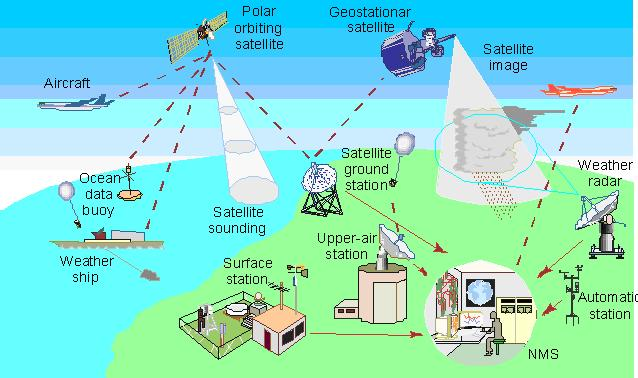 Polar
orbiting
satellite
Geostationar
satellite
Satellite
image
Aircraft
Ocean
data
buoy
Satellite
ground
station
Weather
radar
Satellite
sounding
Upper-air
station
Weather
ship
Surface
station
Automatic
station
NMS